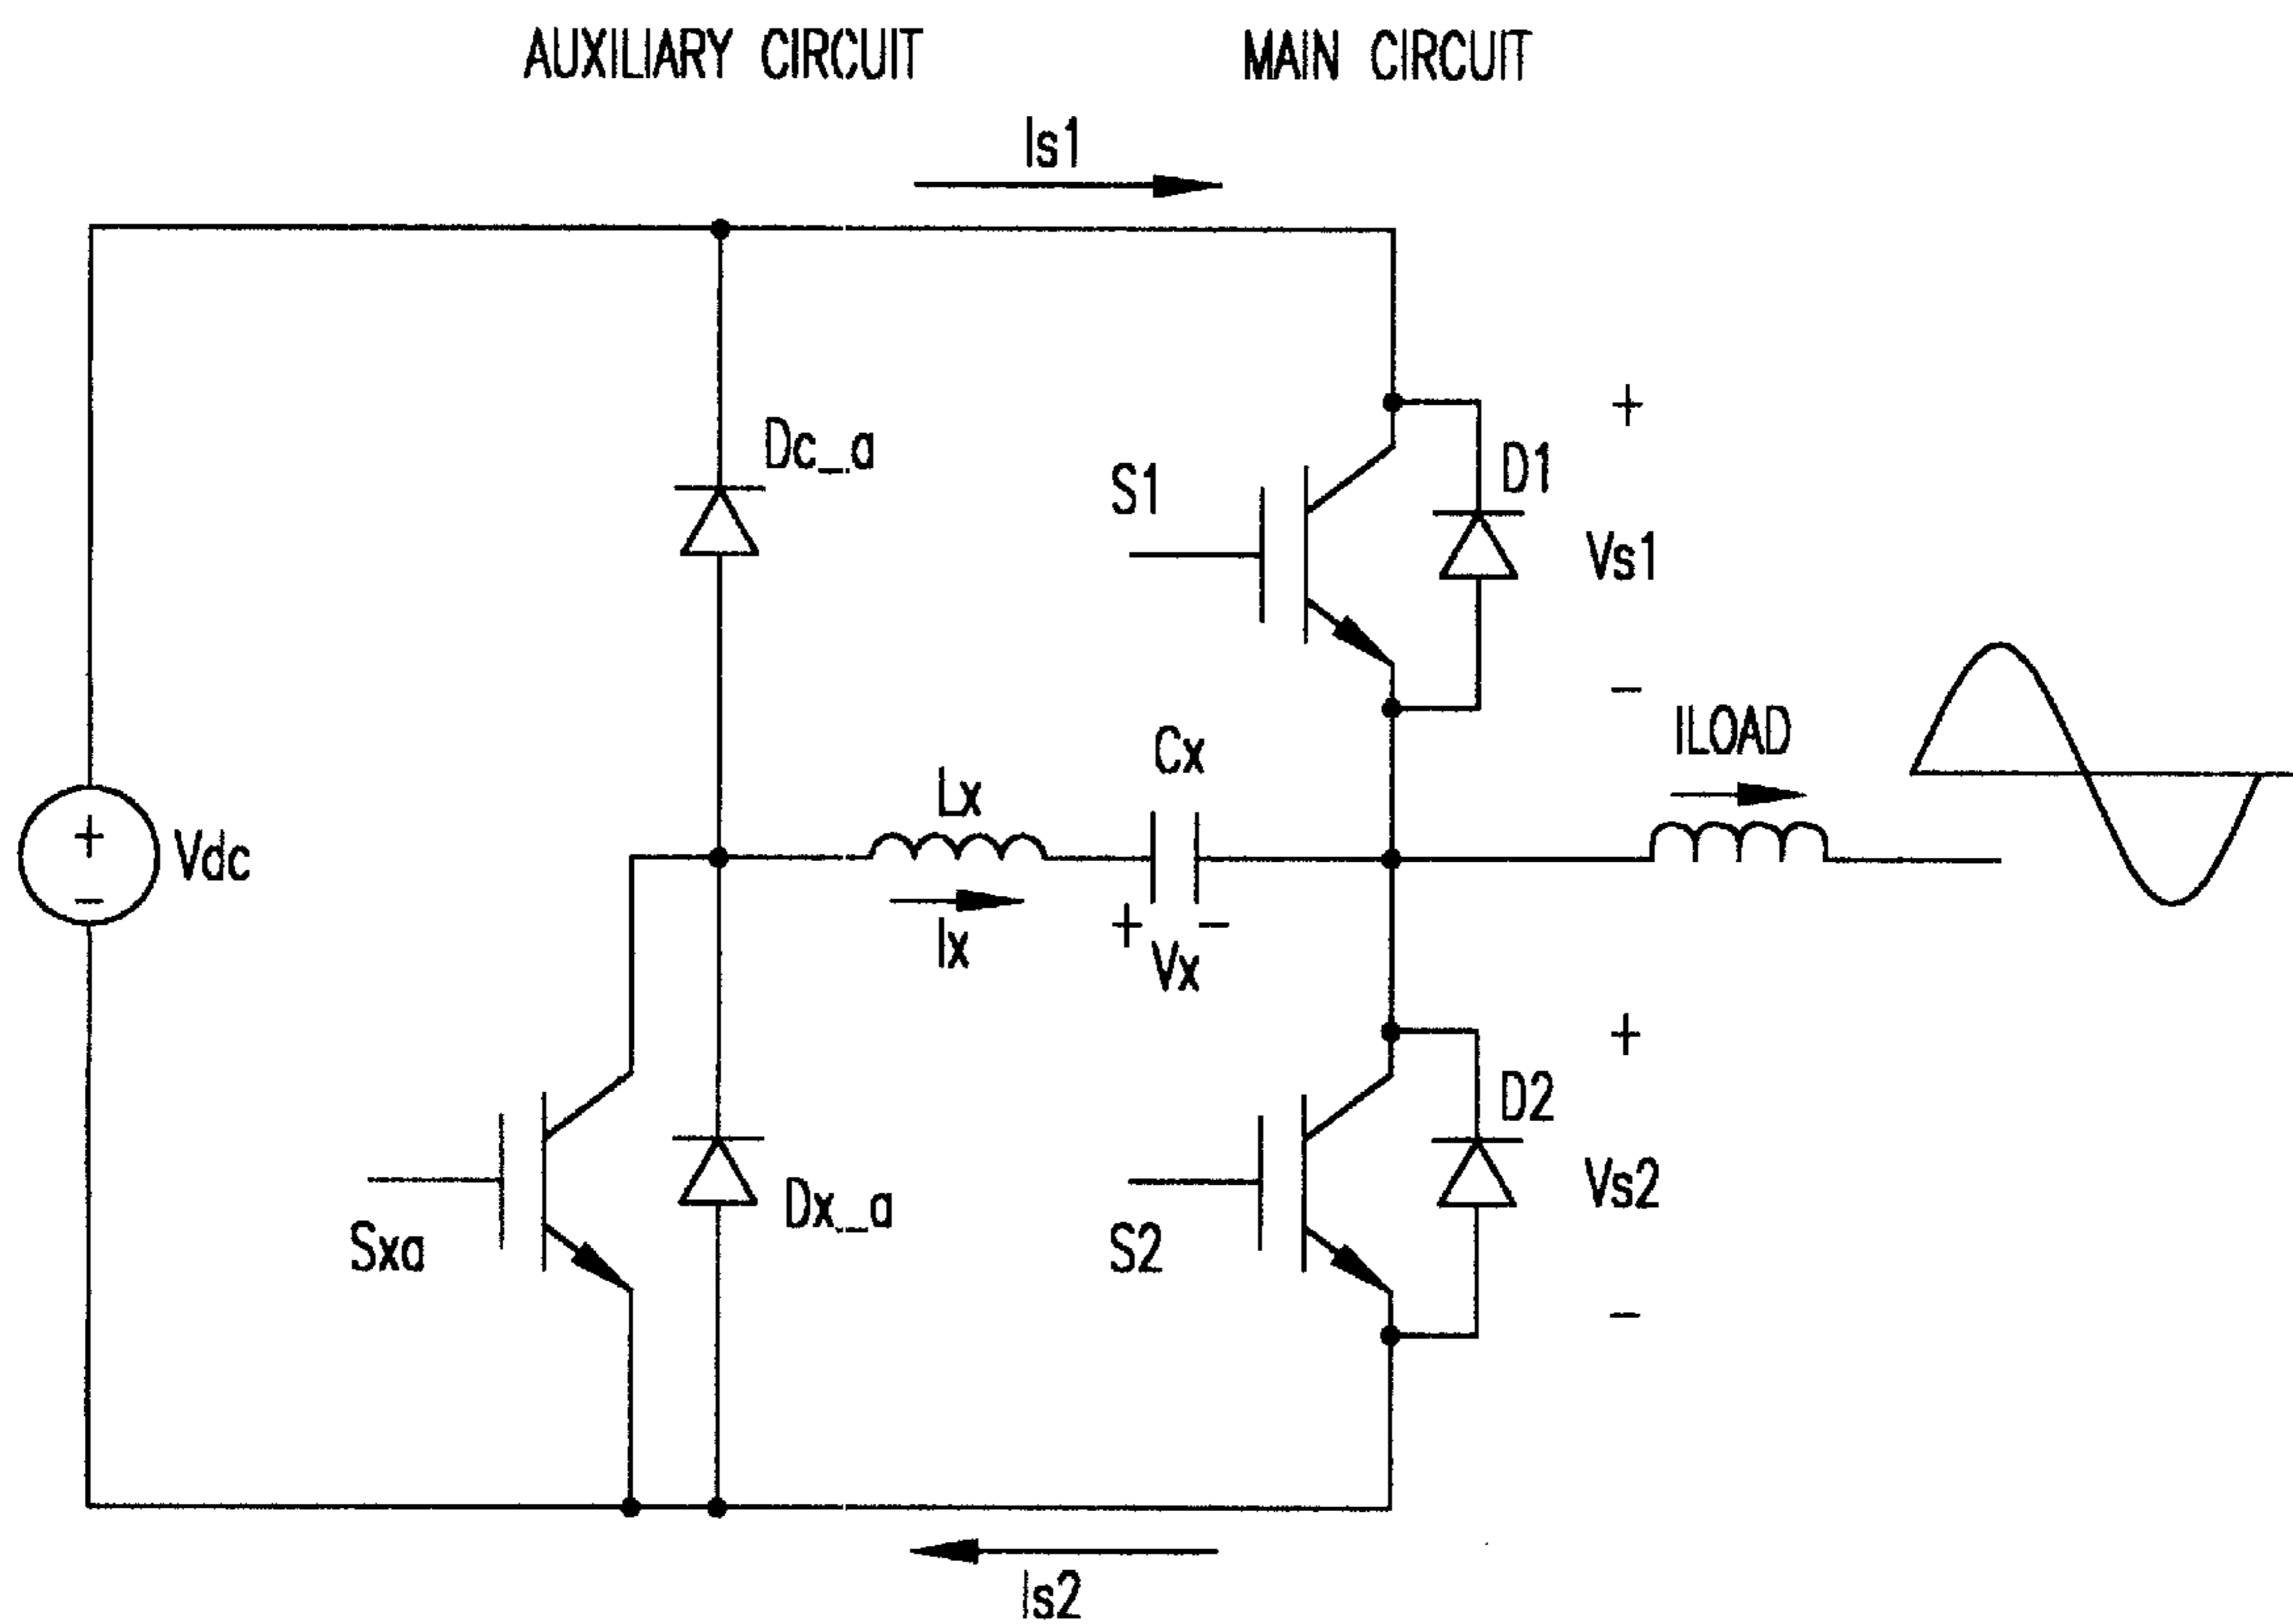 AUXILIARY CIRCUIT
MAIN CIRCUIT
Is1
Dc_a
S1
D1
+
Vs1
-
ILOAD
Cx
Lx
+
Vdc
-
Ix
+ Vx -
+
D2
Vs2
-
Dx_a
Sxa
S2
Is2